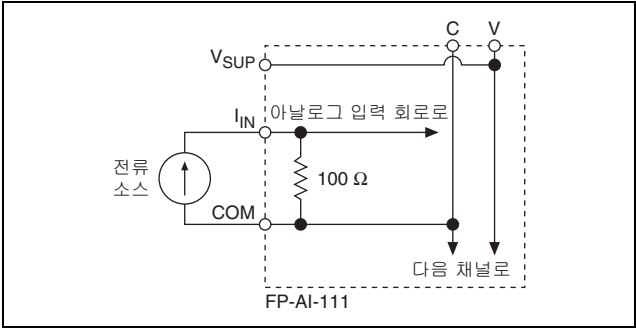 C V
VSUP
IIN 아날로그 입력 회로로
전류
소스
100 Ω
COM
다음 채널로
FP-AI-111